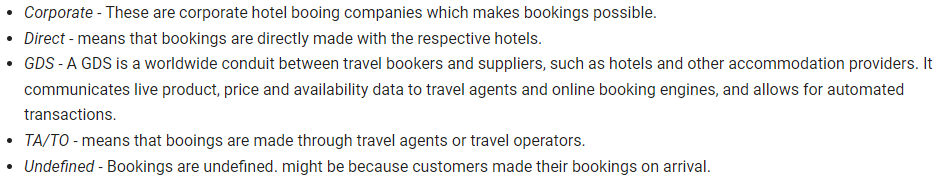 • Corporate - These are corporate hotel booing companies which makes bookings possible.
• Direct - means that bookings are directly made with the respective hotels.
• GDS - A GDS is a worldwide conduit between travel bookers and suppliers, such as hotels and other accommodation providers. It
communicates live product, price and availability data to travel agents and online booking engines, and allows for automated
transactions.
• TA/TO - means that booings are made through travel agents or travel operators.
• Undefined - Bookings are undefined. might be because customers made their bookings on arrival.